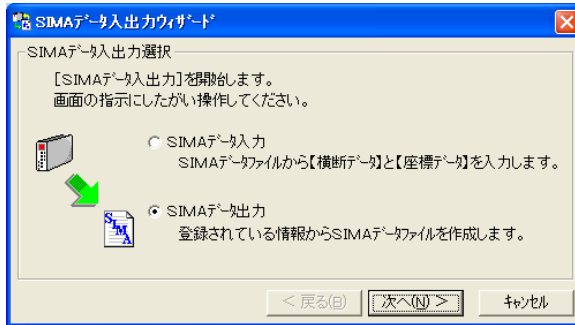 SIMAﾃﾞｰﾀ入出力ｳｨｻﾞｰﾄﾞ
SIMAﾃﾞｰﾀ入出力選択
[SIMAﾃﾞｰﾀ入出力]を開始します。
画面の指示にしたがい操作してください。
SIMAﾃﾞｰﾀ入力
SIMAﾃﾞｰﾀﾌｧｲﾙから【横断ﾃﾞｰﾀ】と【座標ﾃﾞｰﾀ】を入力します。
SIMA
SIMAﾃﾞｰﾀ出力
登録されている情報からSIMAﾃﾞｰﾀﾌｧｲﾙを作成します。
< 戻る(B) 次へ(N) > ｷｬﾝｾﾙ